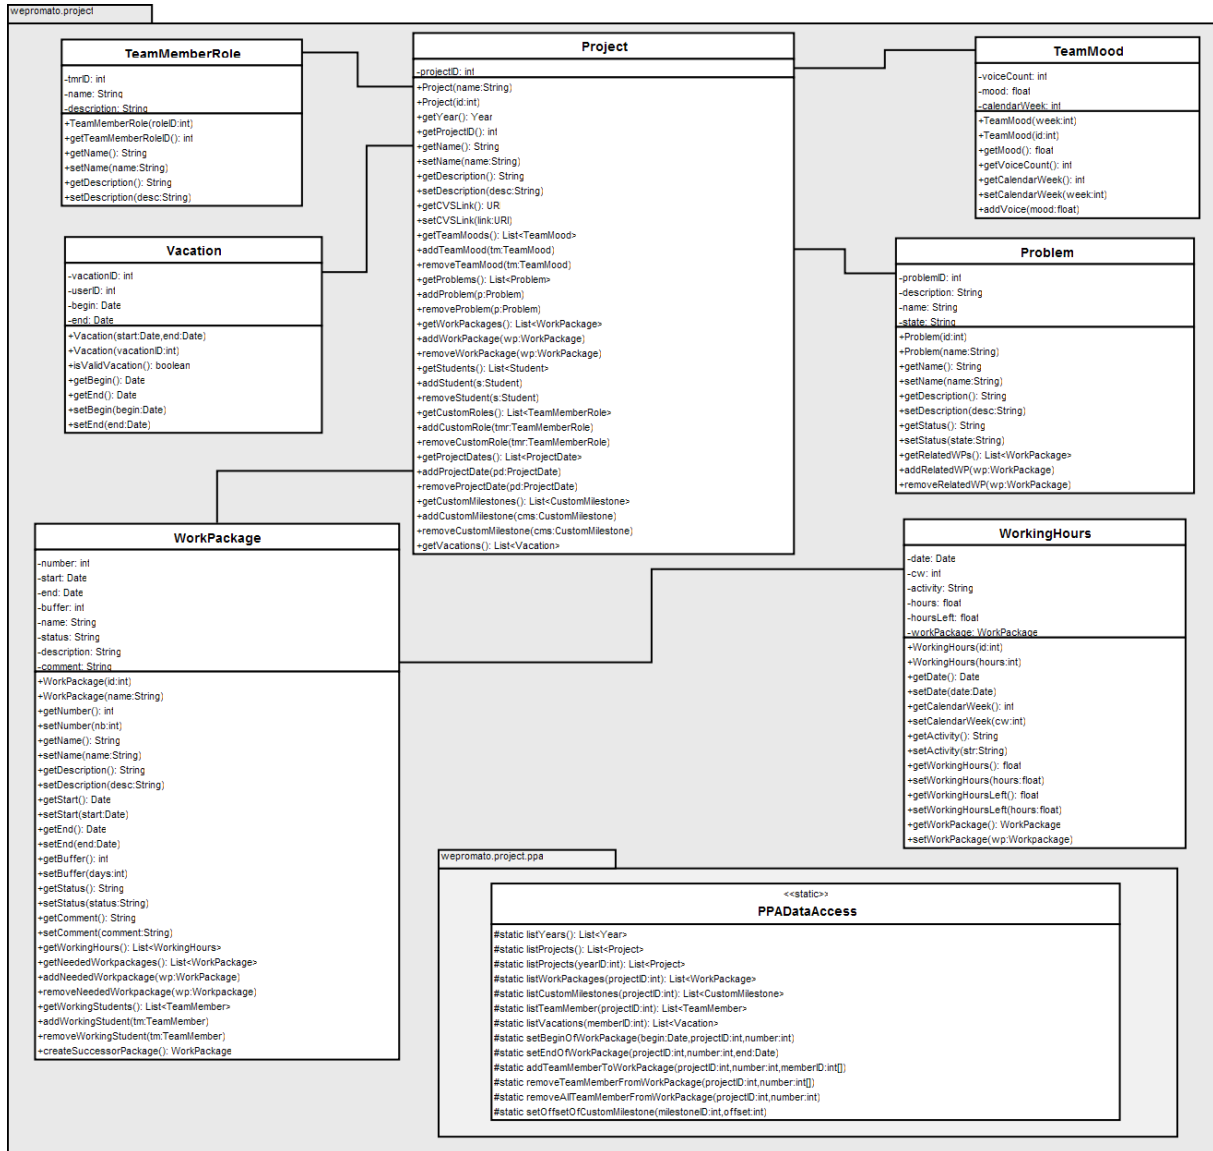 wepromato.project
TeamMemberRole
-tmrID: int
-name: String
-description: String
+TeamMemberRole(roleID:int)
+getTeamMemberRoleID(): int
+getName(): String
+setName(name:String)
+getDescription(): String
+setDescription(desc:String)
Project
-projectID: int
+Project(name:String)
+Project(id:int)
+getYear(): Year
+getProjectID(): int
+getName(): String
+setName(name:String)
+getDescription(): String
+setDescription(desc:String)
+getCVSLink(): URI
+setCVSLink(link:URI)
+getTeamMoods(): List<TeamMood>
+addTeamMood(tm:TeamMood)
+removeTeamMood(tm:TeamMood)
+getProblems(): List<Problem>
+addProblem(p:Problem)
+removeProblem(p:Problem)
+getWorkPackages(): List<WorkPackage>
+addWorkPackage(wp:WorkPackage)
+removeWorkPackage(wp:WorkPackage)
+getStudents(): List<Student>
+addStudent(s:Student)
+removeStudent(s:Student)
+getCustomRoles(): List<TeamMemberRole>
+addCustomRole(tmr:TeamMemberRole)
+removeCustomRole(tmr:TeamMemberRole)
+getProjectDates(): List<ProjectDate>
+addProjectDate(pd:ProjectDate)
+removeProjectDate(pd:ProjectDate)
+getCustomMilestones(): List<CustomMilestone>
+addCustomMilestone(cms:CustomMilestone)
+removeCustomMilestone(cms:CustomMilestone)
+getVacations(): List<Vacation>
TeamMood
-voiceCount: int
-mood: float
-calendarWeek: int
+TeamMood(week:int)
+TeamMood(id:int)
+getMood(): float
+getVoiceCount(): int
+getCalendarWeek(): int
+setCalendarWeek(week:int)
+addVoice(mood:float)
Vacation
-vacationID: int
-userID: int
-begin: Date
-end: Date
+Vacation(start:Date,end:Date)
+Vacation(vacationID:int)
+isValidVacation(): boolean
+getBegin(): Date
+getEnd(): Date
+setBegin(begin:Date)
+setEnd(end:Date)
Problem
-problemID: int
-description: String
-name: String
-state: String
+Problem(id:int)
+Problem(name:String)
+getName(): String
+setName(name:String)
+getDescription(): String
+setDescription(desc:String)
+getStatus(): String
+setStatus(state:String)
+getRelatedWPs(): List<WorkPackage>
+addRelatedWP(wp:WorkPackage)
+removeRelatedWP(wp:WorkPackage)
WorkPackage
-number: int
-start: Date
-end: Date
-buffer: int
-name: String
-status: String
-description: String
-comment: String
+WorkPackage(id:int)
+WorkPackage(name:String)
+getNumber(): int
+setNumber(nb:int)
+getName(): String
+setName(name:String)
+getDescription(): String
+setDescription(desc:String)
+getStart(): Date
+setStart(start:Date)
+getEnd(): Date
+setEnd(end:Date)
+getBuffer(): int
+setBuffer(days:int)
+getStatus(): String
+setStatus(status:String)
+getComment(): String
+setComment(comment:String)
+getWorkingHours(): List<WorkingHours>
+getNeededWorkpackages(): List<WorkPackage>
+addNeededWorkpackage(wp:WorkPackage)
+removeNeededWorkpackage(wp:Workpackage)
+getWorkingStudents(): List<TeamMember>
+addWorkingStudent(tm:TeamMember)
+removeWorkingStudent(tm:TeamMember)
+createSuccessorPackage(): WorkPackage
WorkingHours
-date: Date
-cw: int
-activity: String
-hours: float
-hoursLeft: float
-workPackage: WorkPackage
+WorkingHours(id:int)
+WorkingHours(hours:int)
+getDate(): Date
+setDate(date:Date)
+getCalendarWeek(): int
+setCalendarWeek(cw:int)
+getActivity(): String
+setActivity(str:String)
+getWorkingHours(): float
+setWorkingHours(hours:float)
+getWorkingHoursLeft(): float
+setWorkingHoursLeft(hours:float)
+getWorkPackage(): WorkPackage
+setWorkPackage(wp:Workpackage)
wepromato.project.ppa
<<static>>
PPADataAccess
#static listYears(): List<Year>
#static listProjects(): List<Project>
#static listProjects(yearID:int): List<Project>
#static listWorkPackages(projectID:int): List<WorkPackage>
#static listCustomMilestones(projectID:int): List<CustomMilestone>
#static listTeamMember(projectID:int): List<TeamMember>
#static listVacations(memberID:int): List<Vacation>
#static setBeginOfWorkPackage(begin:Date,projectID:int,number:int)
#static setEndOfWorkPackage(projectID:int,number:int,end:Date)
#static addTeamMemberToWorkPackage(projectID:int,number:int,memberID:int[])
#static removeTeamMemberFromWorkPackage(projectID:int,number:int[])
#static removeAllTeamMemberFromWorkPackage(projectID:int,number:int)
#static setOffsetOfCustomMilestone(milestoneID:int,offset:int)